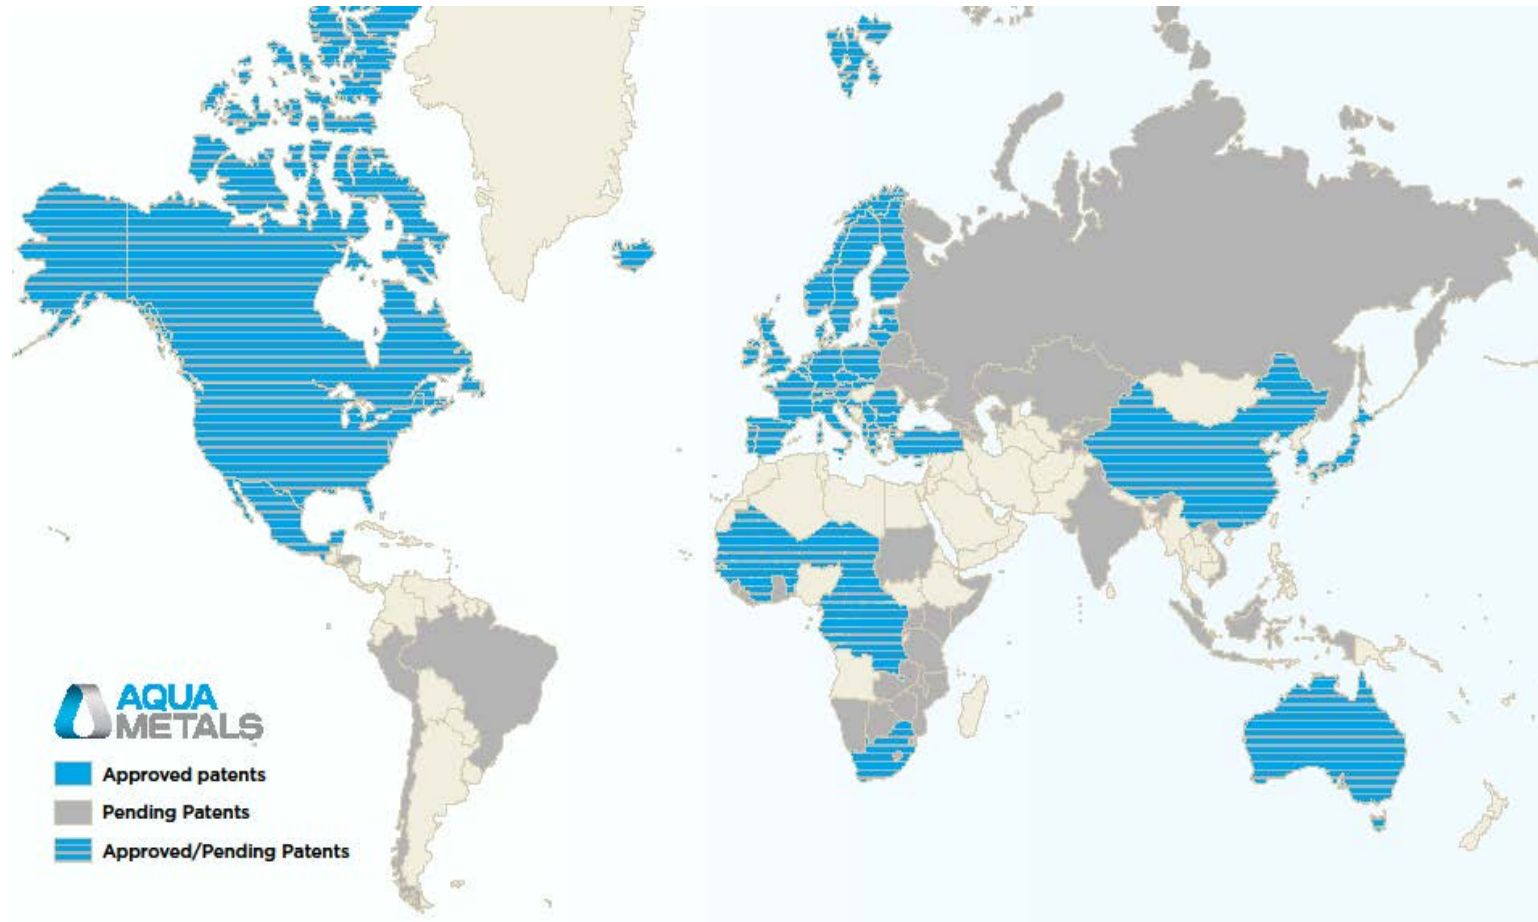 AQUA
METALS
Approved patents
Pending Patents
Approved/Pending Patents